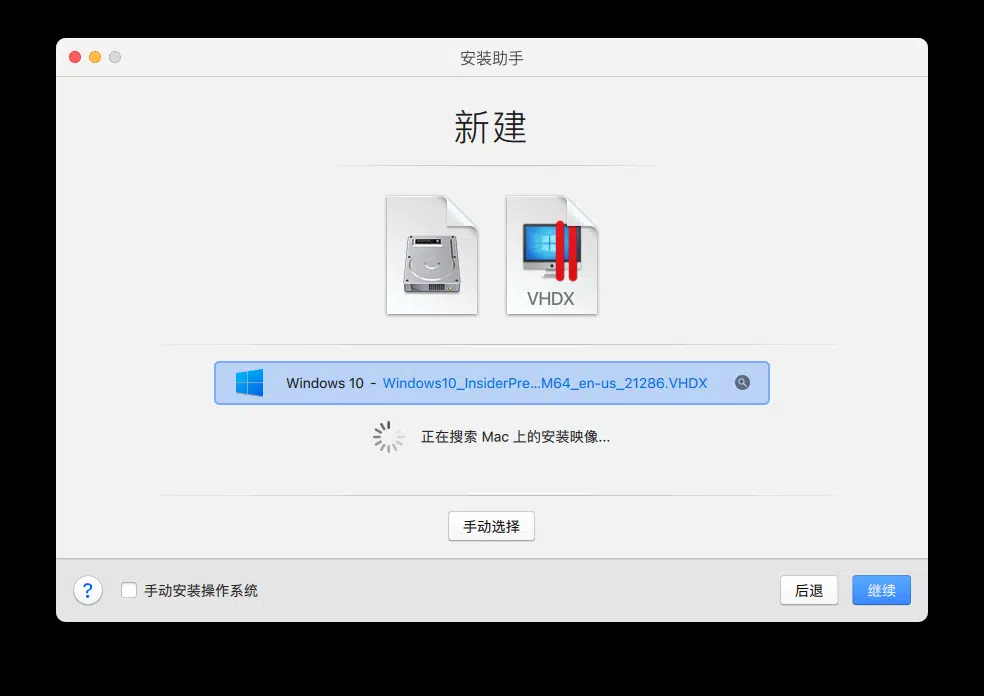 安装助手
新建
VHDX
Windows 10 - Windows10_InsiderPre...M64_en-us_21286.VHDX
正在搜索 Mac 上的安装映像...
手动选择
? 手动安装操作系统 后退 继续